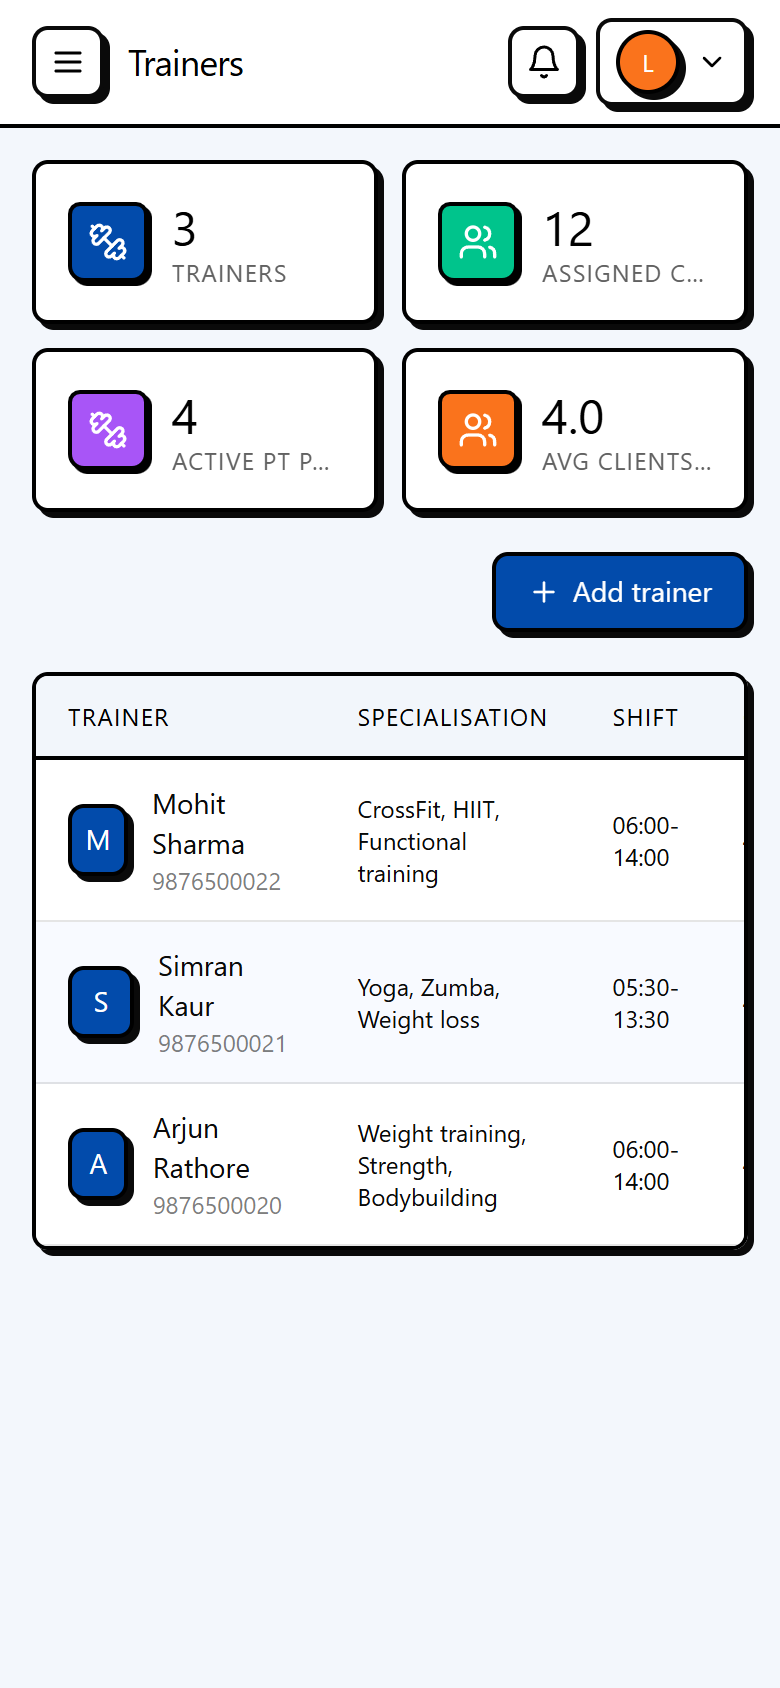 Trainers
L
3
TRAINERS
12
ASSIGNED C...
4
ACTIVE PT P...
4.0
AVG CLIENTS...
+ Add trainer
TRAINER SPECIALISATION SHIFT
M
Mohit
Sharma
9876500022
CrossFit, HIIT,
Functional
training
06:00-
14:00
S
Simran
Kaur
9876500021
Yoga, Zumba,
Weight loss
05:30-
13:30
A
Arjun
Rathore
9876500020
Weight training,
Strength,
Bodybuilding
06:00-
14:00